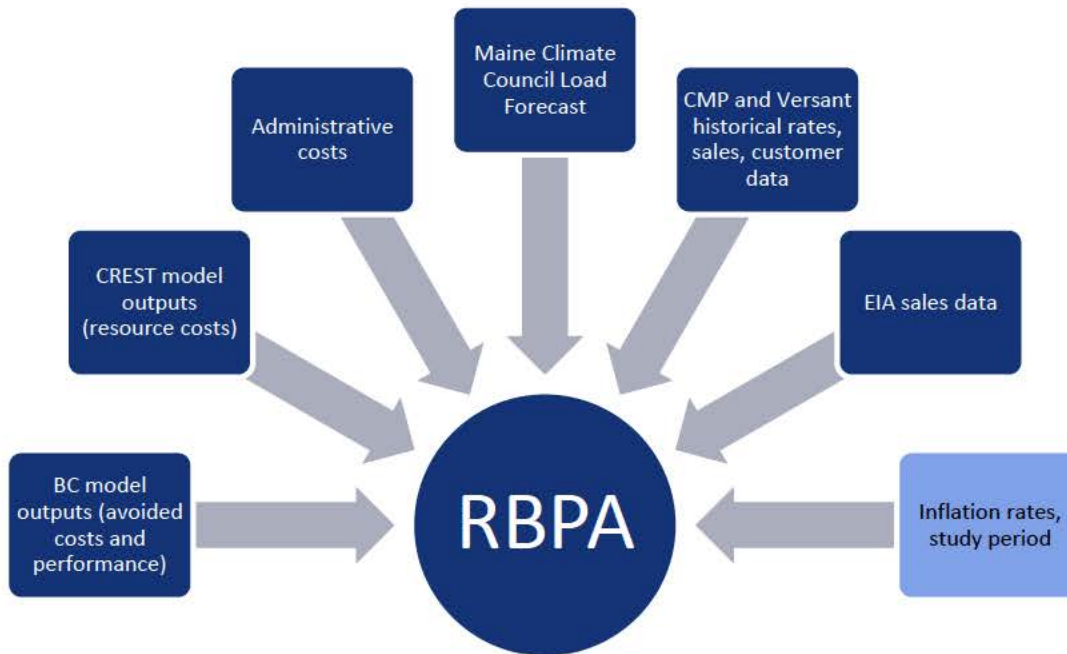 Maine Climate
Council Load
Forecast
Administrative
costs
CMP and Versant
historical rates,
sales, customer
data
CREST model
outputs
(resource costs)
EIA sales data
BC model
outputs (avoided
costs and
performance)
RBPA
Inflation rates,
study period